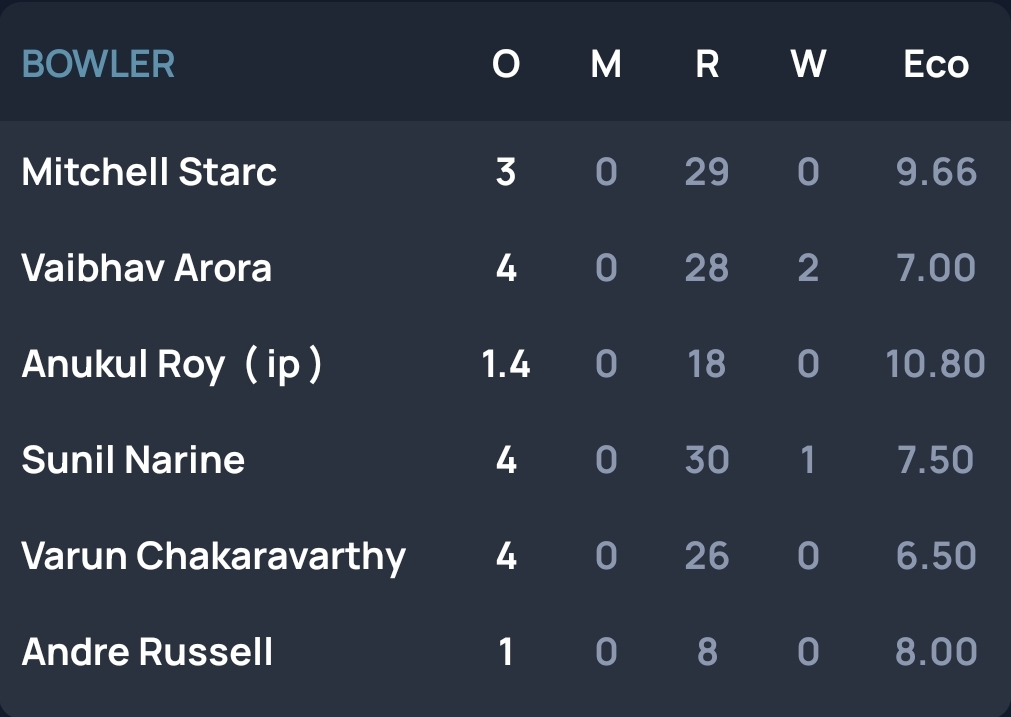 BOWLER O M R W Eco
Mitchell Starc 3 0 29 0 9.66
Vaibhav Arora 4 0 28 2 7.00
Anukul Roy ( ip ) 1.4 0 18 0 10.80
Sunil Narine 4 0 30 1 7.50
Varun Chakaravarthy 4 0 26 0 6.50
Andre Russell 1 0 8 0 8.00